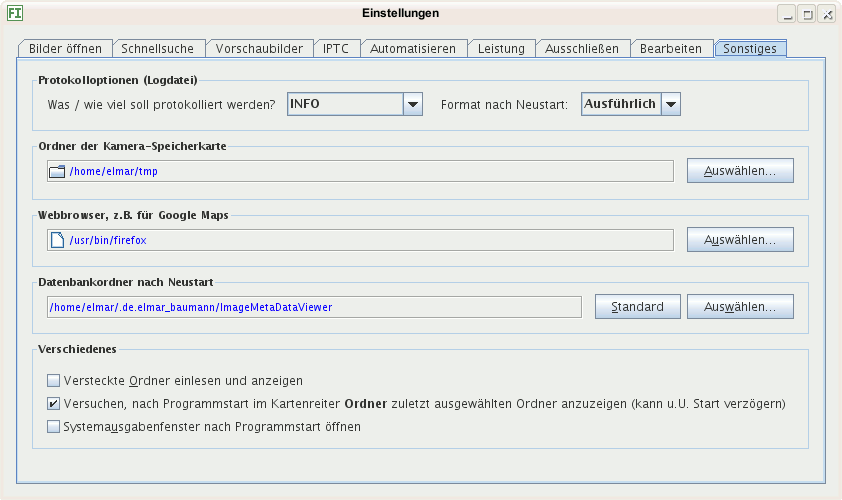 FI Einstellungen
Bilder öffnen Schnellsuche Vorschaubilder IPTC Automatisieren Leistung Ausschließen Bearbeiten Sonstiges
Protokolloptionen (Logdatei)
Was / wie viel soll protokolliert werden? INFO Format nach Neustart: Ausführlich
Ordner der Kamera-Speicherkarte
/home/elmar/tmp Auswählen...
Webbrowser, z.B. für Google Maps
/usr/bin/firefox Auswählen...
Datenbankordner nach Neustart
/home/elmar/.de.elmar_baumann/ImageMetaDataViewer Standard Auswählen...
Verschiedenes
Versteckte Ordner einlesen und anzeigen
Versuchen, nach Programmstart im Kartenreiter Ordner zuletzt ausgewählten Ordner anzuzeigen (kann u.U. Start verzögern)
Systemausgabenfenster nach Programmstart öffnen